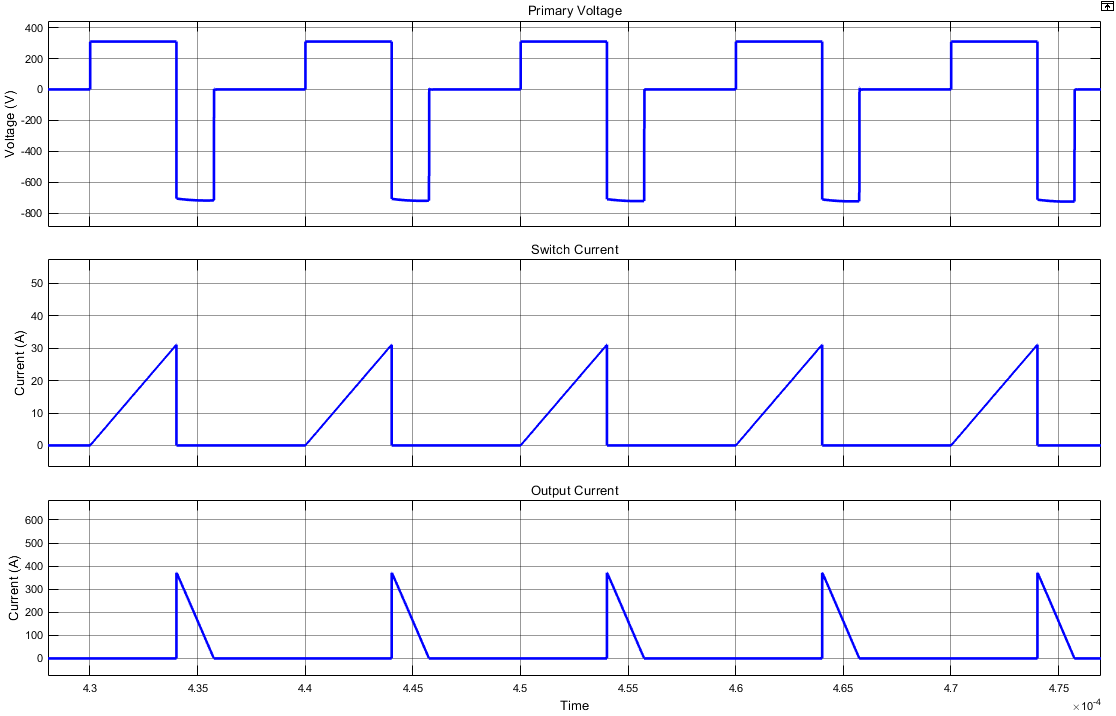 Primary Voltage
400
200
0
-200
-400
-600
-800
Voltage (V)
Switch Current
50
40
30
20
10
0
Current (A)
Output Current
600
500
400
300
200
100
0
Current (A)
4.3 4.35 4.4 4.45 4.5 4.55 4.6 4.65 4.7 4.75
Time
×10⁻⁴